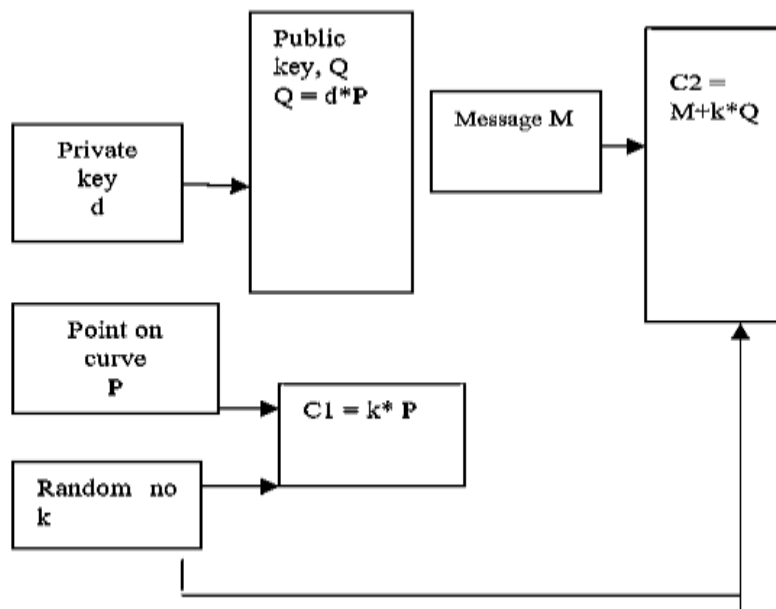 Public
key, Q
Q = d*P
C2 =
M+k*Q
Message M
Private
key
d
Point on
curve
P
C1 = k* P
Random no
k